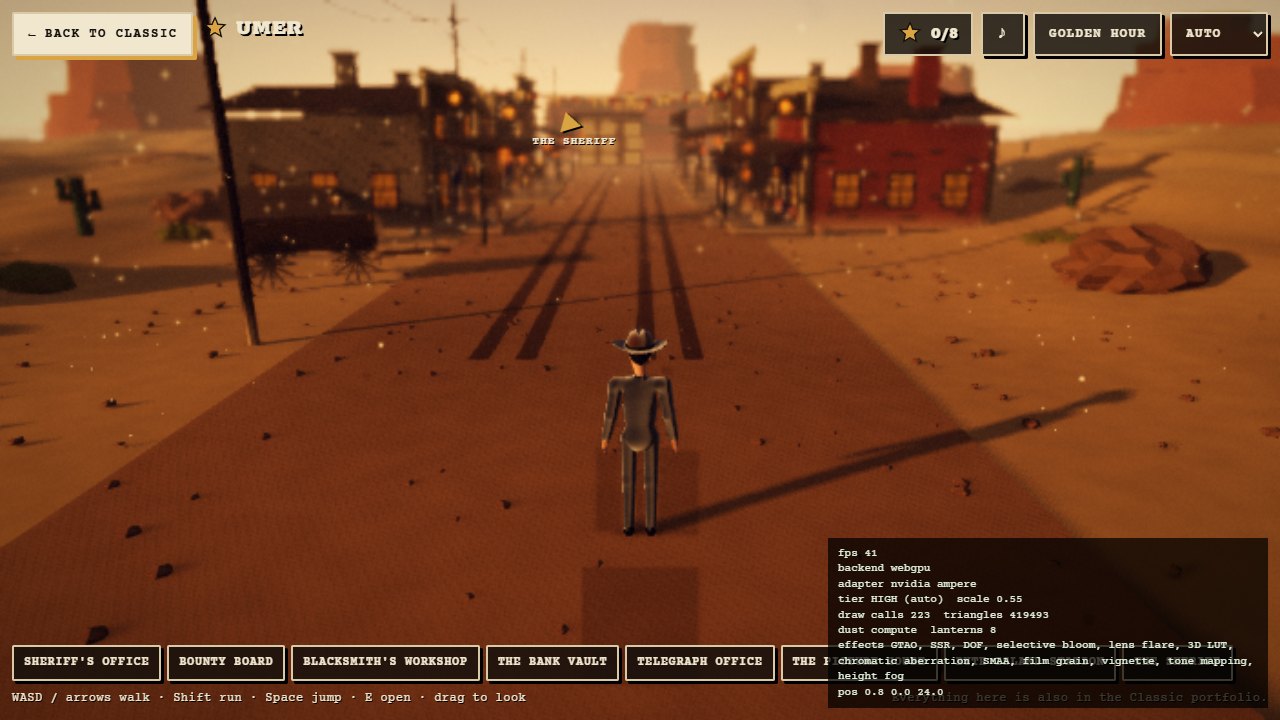 ← BACK TO CLASSIC
UMER
0/8
♪
GOLDEN HOUR
AUTO
THE SHERIFF
fps 41
backend webgpu
adapter nvidia ampere
tier HIGH (auto) scale 0.55
draw calls 223 triangles 419493
dust compute lanterns 8
effects GTAO, SSR, DOF, selective bloom, lens flare, 3D LUT,
chromatic aberration, SMAA, film grain, vignette, tone mapping,
height fog
pos 0.8 0.0 24.0
SHERIFF'S OFFICE
BOUNTY BOARD
BLACKSMITH'S WORKSHOP
THE BANK VAULT
TELEGRAPH OFFICE
THE
WASD / arrows walk · Shift run · Space jump · E open · drag to look
Everything here is also in the Classic portfolio.